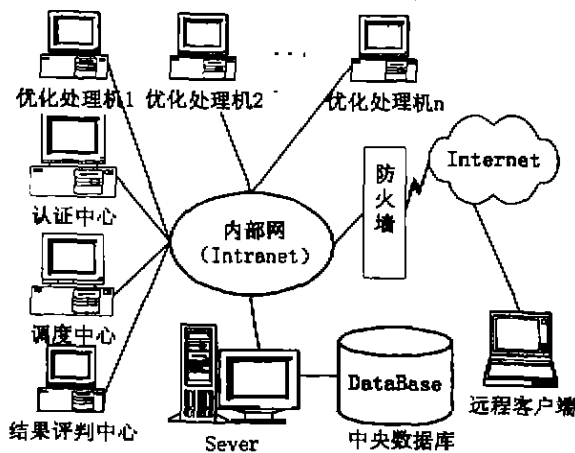 优化处理机1 优化处理机2 优化处理机n
认证中心
调度中心
结果评判中心
内部网
(Intranet)
防火墙
Internet
Sever
DataBase
中央数据库
远程客户端